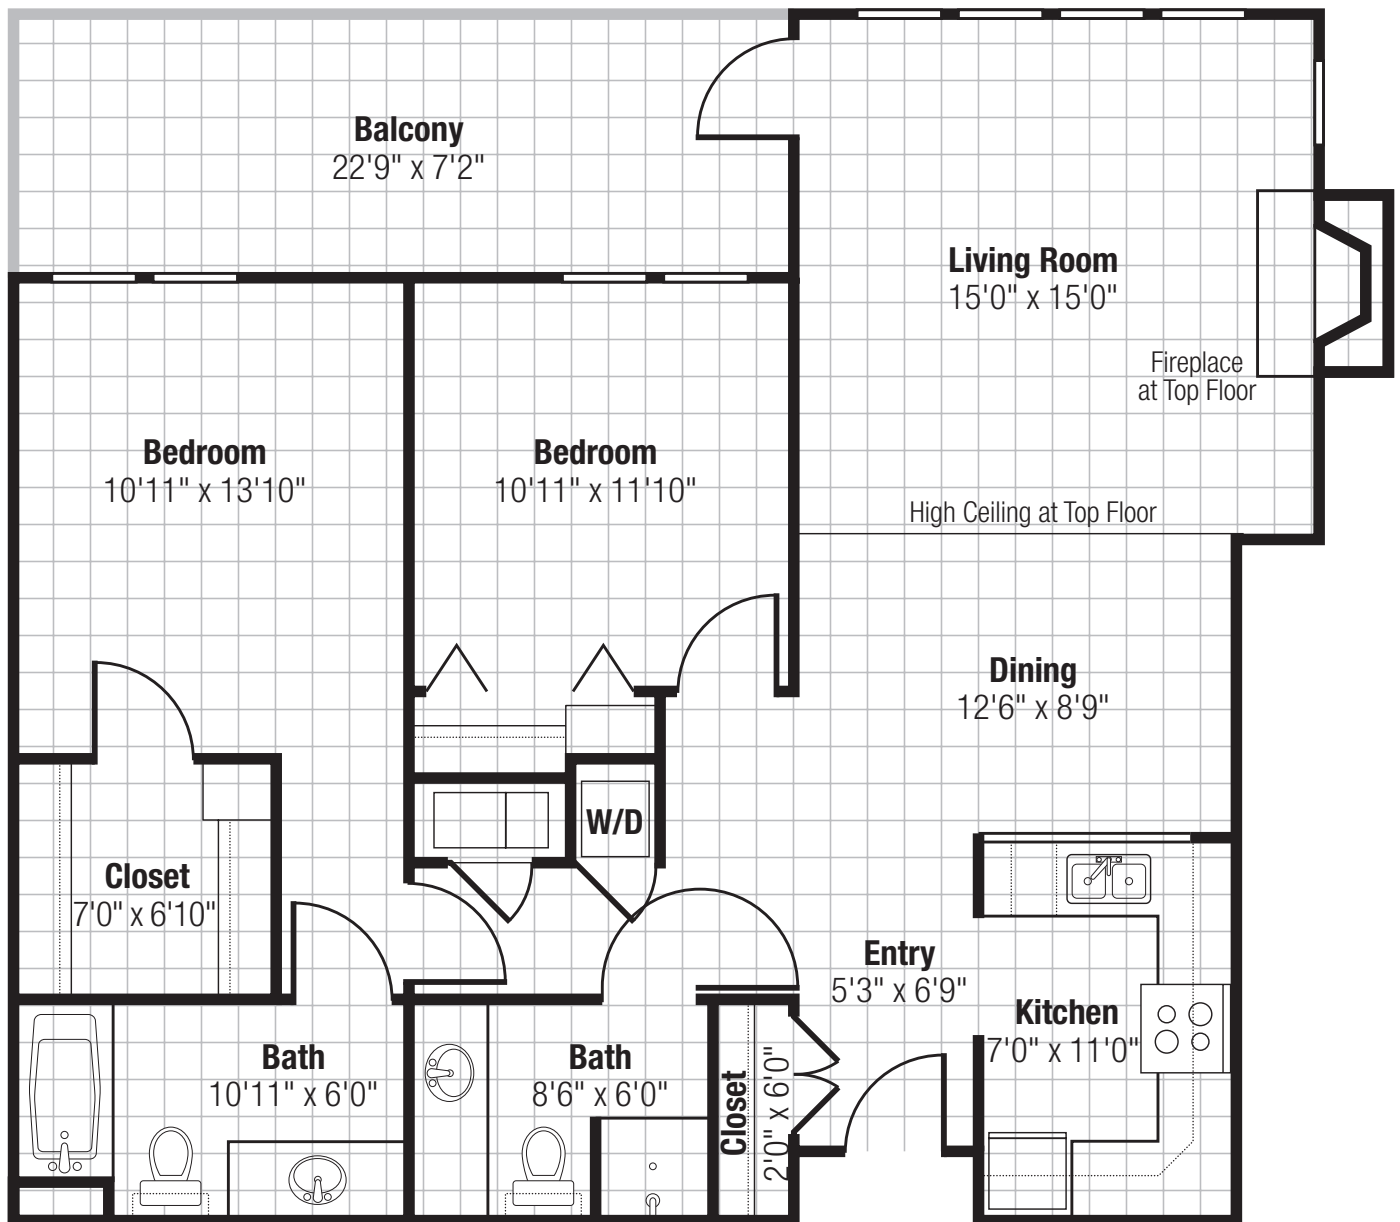 Balcony
22'9" x 7'2"
Living Room
15'0" x 15'0"
Fireplace
at Top Floor
Bedroom
10'11" x 13'10"
Bedroom
10'11" x 11'10"
High Ceiling at Top Floor
Dining
12'6" x 8'9"
W/D
Closet
7'0" x 6'10"
Entry
5'3" x 6'9"
Kitchen
7'0" x 11'0"
Bath
10'11" x 6'0"
Bath
8'6" x 6'0"
Closet
2'0" x 6'0"